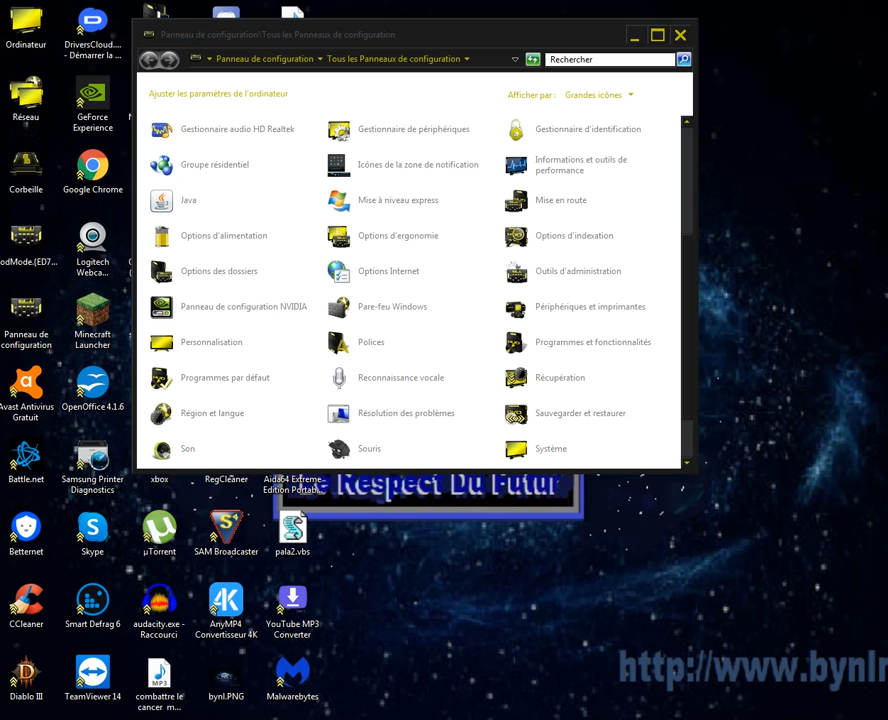 Panneau de configuration\Tous les Panneaux de configuration
Panneau de configuration
Tous les Panneaux de configuration
Rechercher
Ajuster les paramètres de l'ordinateur
Afficher par :
Grandes icônes
Gestionnaire audio HD Realtek
Gestionnaire de périphériques
Gestionnaire d'identification
Groupe résidentiel
Icônes de la zone de notification
Informations et outils de
performance
Java
Mise à niveau express
Mise en route
Options d'alimentation
Options d'ergonomie
Options d'indexation
Options des dossiers
Options Internet
Outils d'administration
Panneau de configuration NVIDIA
Pare-feu Windows
Périphériques et imprimantes
Personnalisation
Polices
Programmes et fonctionnalités
Programmes par défaut
Reconnaissance vocale
Récupération
Région et langue
Résolution des problèmes
Sauvegarder et restaurer
Son
Souris
Système
Ordinateur
DriversCloud....
- Démarrer la ...
Réseau
GeForce
Experience
Corbeille
Google Chrome
odMode.{ED7...
Logitech
Webca...
Panneau de
configuration
Minecraft
Launcher
Avast Antivirus
Gratuit
OpenOffice 4.1.6
Battle.net
Samsung Printer
Diagnostics
xbox
RegCleaner
Aida64 Extreme
Edition Portab...
Le Respect Du Futur
Betternet
Skype
µTorrent
SAM Broadcaster
pala2.vbs
CCleaner
Smart Defrag 6
audacity.exe -
Raccourci
4K
AnyMP4
Convertisseur 4K
YouTube MP3
Converter
Diablo III
TeamViewer 14
MP3
combattre le
cancer m...
bynl.PNG
Malwarebytes
http://www.bynlr